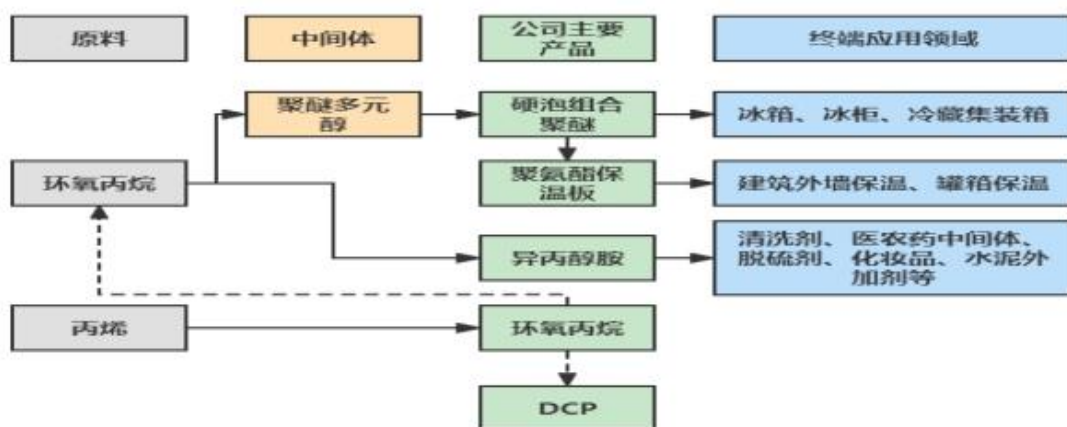 原料
中间体
公司主要
产品
终端应用领域
聚醚多元
醇
硬泡组合
聚醚
冰箱、冰柜、冷藏集装箱
环氧丙烷
聚氨酯保
温板
建筑外墙保温、罐箱保温
异丙醇胺
清洗剂、医农药中间体、
脱硫剂、化妆品、水泥外
加剂等
丙烯
环氧丙烷
DCP